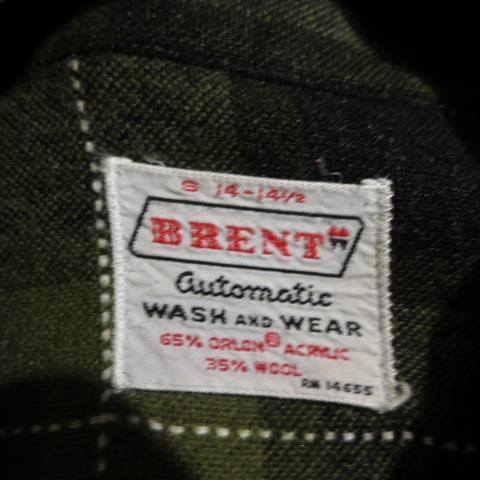 S 14-14½
BRENT
Automatic
WASH AND WEAR
65% ORLON® ACRYLIC
35% WOOL
RN 14655